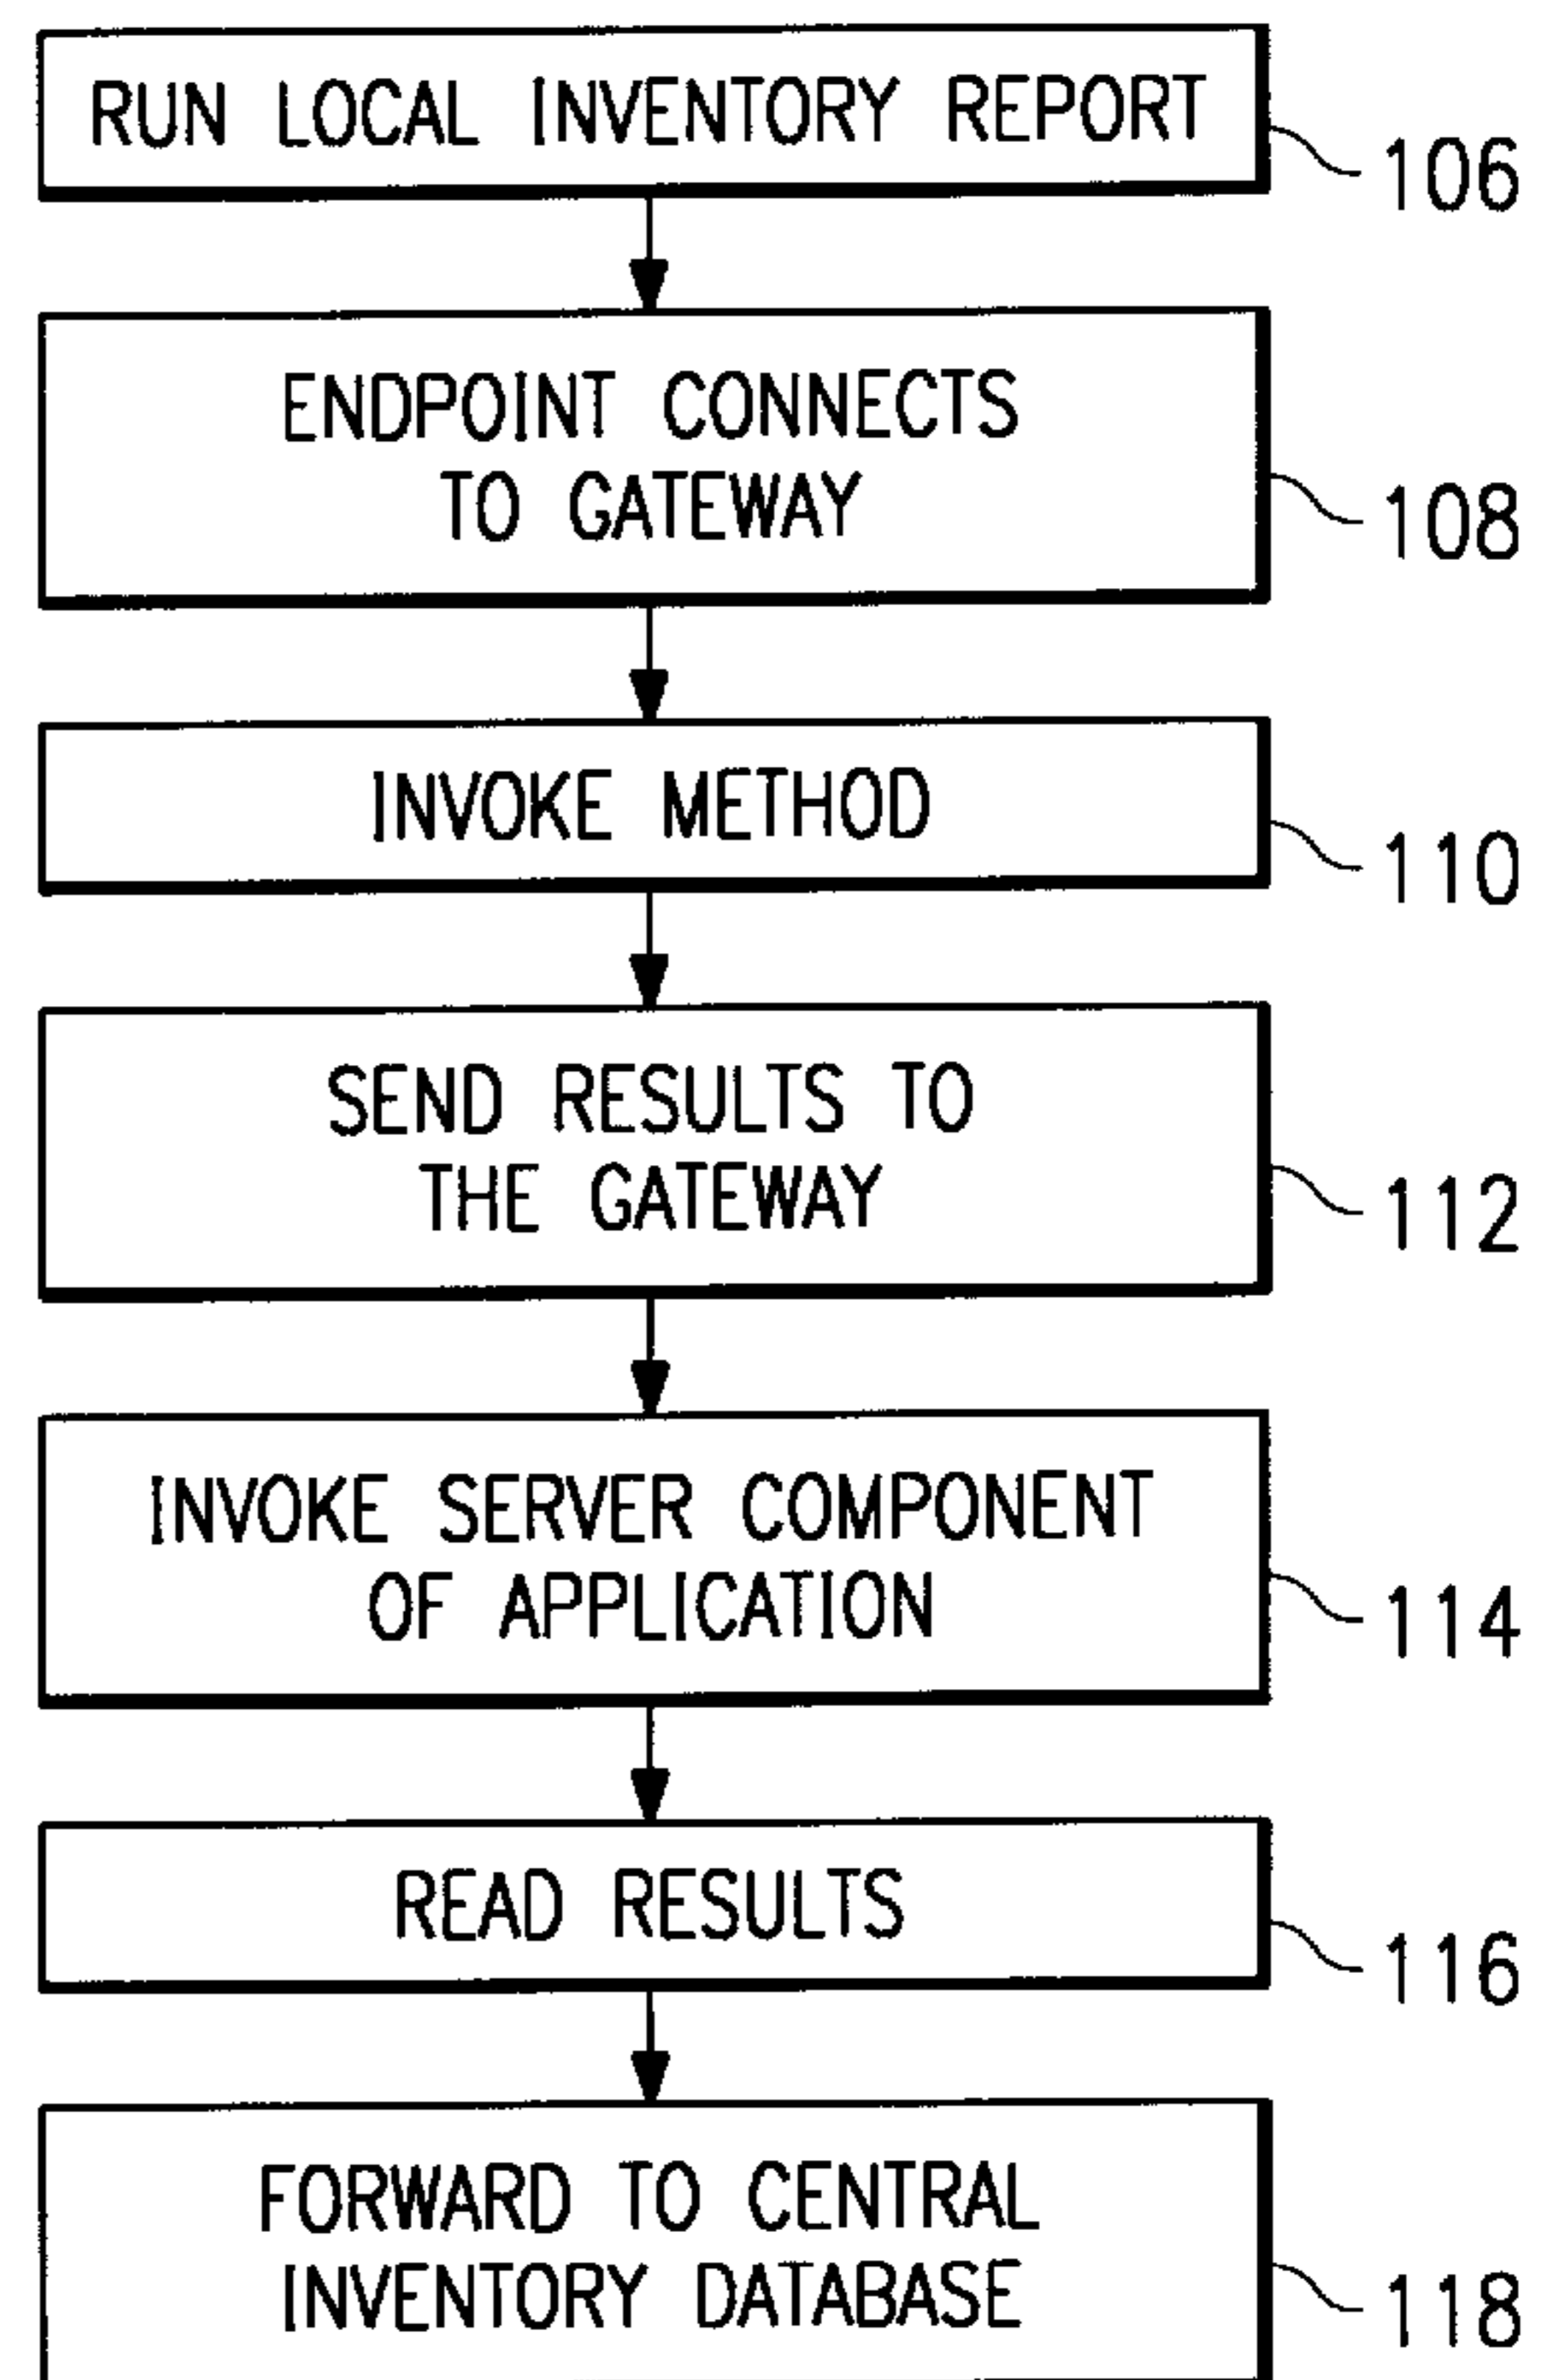 RUN LOCAL INVENTORY REPORT
106
ENDPOINT CONNECTS
TO GATEWAY
108
INVOKE METHOD
110
SEND RESULTS TO
THE GATEWAY
112
INVOKE SERVER COMPONENT
OF APPLICATION
114
READ RESULTS
116
FORWARD TO CENTRAL
INVENTORY DATABASE
118